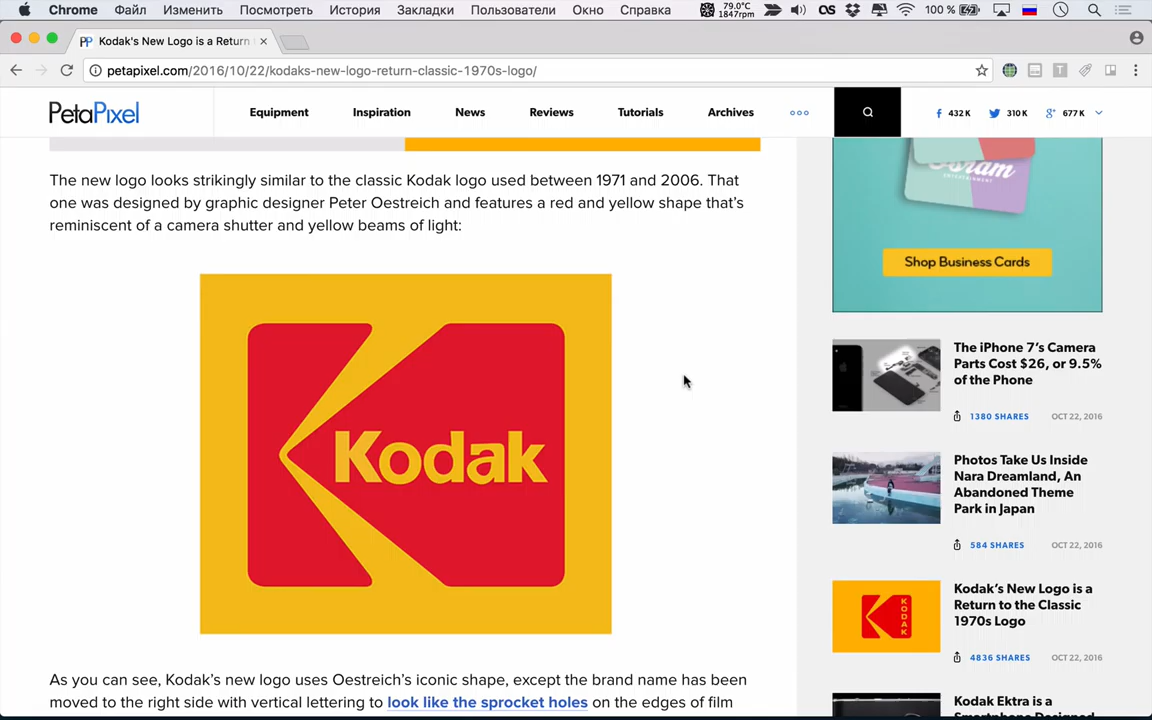 Chrome Файл Изменить Посмотреть История Закладки Пользователи Окно Справка 79.0°C 1847rpm 100 %
Kodak's New Logo is a Return
petapixel.com/2016/10/22/kodaks-new-logo-return-classic-1970s-logo/
PetaPixel Equipment Inspiration News Reviews Tutorials Archives 432 K 310 K 677 K
The new logo looks strikingly similar to the classic Kodak logo used between 1971 and 2006. That
one was designed by graphic designer Peter Oestreich and features a red and yellow shape that's
reminiscent of a camera shutter and yellow beams of light:
Kodak
As you can see, Kodak's new logo uses Oestreich's iconic shape, except the brand name has been
moved to the right side with vertical lettering to look like the sprocket holes on the edges of film
ENTERTAINMENT
Shop Business Cards
The iPhone 7's Camera
Parts Cost $26, or 9.5%
of the Phone
1380 SHARES OCT 22, 2016
Photos Take Us Inside
Nara Dreamland, An
Abandoned Theme
Park in Japan
584 SHARES OCT 22, 2016
KODAK
Kodak's New Logo is a
Return to the Classic
1970s Logo
4836 SHARES OCT 22, 2016
Kodak Ektra is a
Smartphone Designed